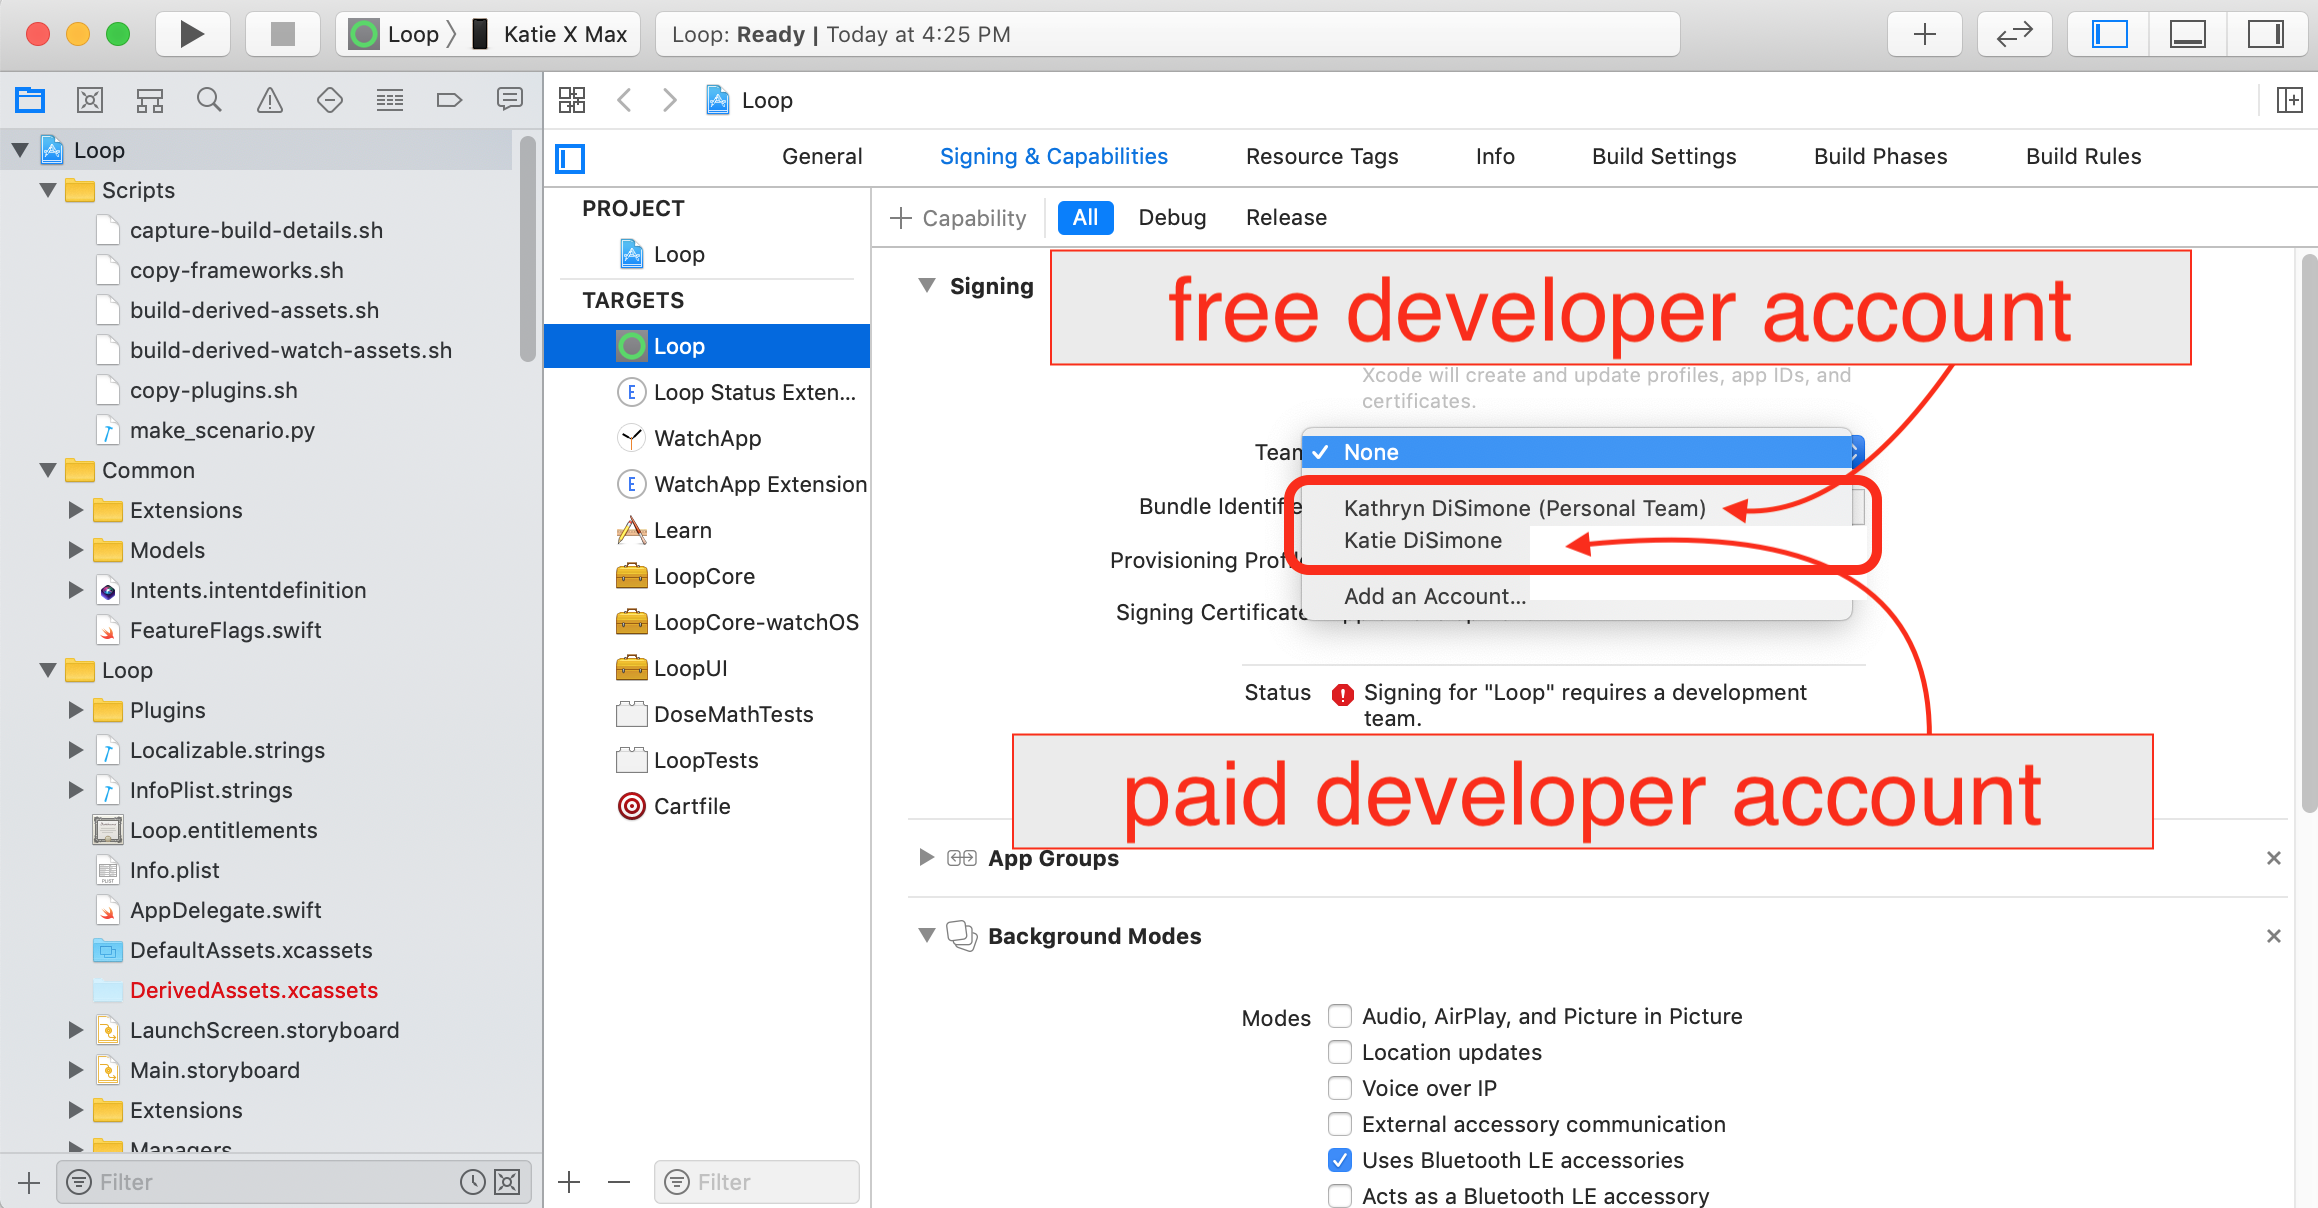 Loop
Katie X Max
Loop: Ready | Today at 4:25 PM
Loop
Scripts
capture-build-details.sh
copy-frameworks.sh
build-derived-assets.sh
build-derived-watch-assets.sh
copy-plugins.sh
make_scenario.py
Common
Extensions
Models
Intents.intentdefinition
FeatureFlags.swift
Loop
Plugins
Localizable.strings
InfoPlist.strings
Loop.entitlements
Info.plist
AppDelegate.swift
DefaultAssets.xcassets
DerivedAssets.xcassets
LaunchScreen.storyboard
Main.storyboard
Extensions
Managers
Filter
Loop
General
Signing & Capabilities
Resource Tags
Info
Build Settings
Build Phases
Build Rules
PROJECT
Loop
TARGETS
Loop
Loop Status Exten...
WatchApp
WatchApp Extension
Learn
LoopCore
LoopCore-watchOS
LoopUI
DoseMathTests
LoopTests
Cartfile
Filter
Capability
All
Debug
Release
Signing
free developer account
Xcode will create and update profiles, app IDs, and
certificates.
Team
None
Bundle Identifie
Kathryn DiSimone (Personal Team)
Katie DiSimone
Provisioning Profi
Add an Account...
Signing Certificate
Status
Signing for "Loop" requires a development
team.
paid developer account
App Groups
Background Modes
Modes
Audio, AirPlay, and Picture in Picture
Location updates
Voice over IP
External accessory communication
Uses Bluetooth LE accessories
Acts as a Bluetooth LE accessory